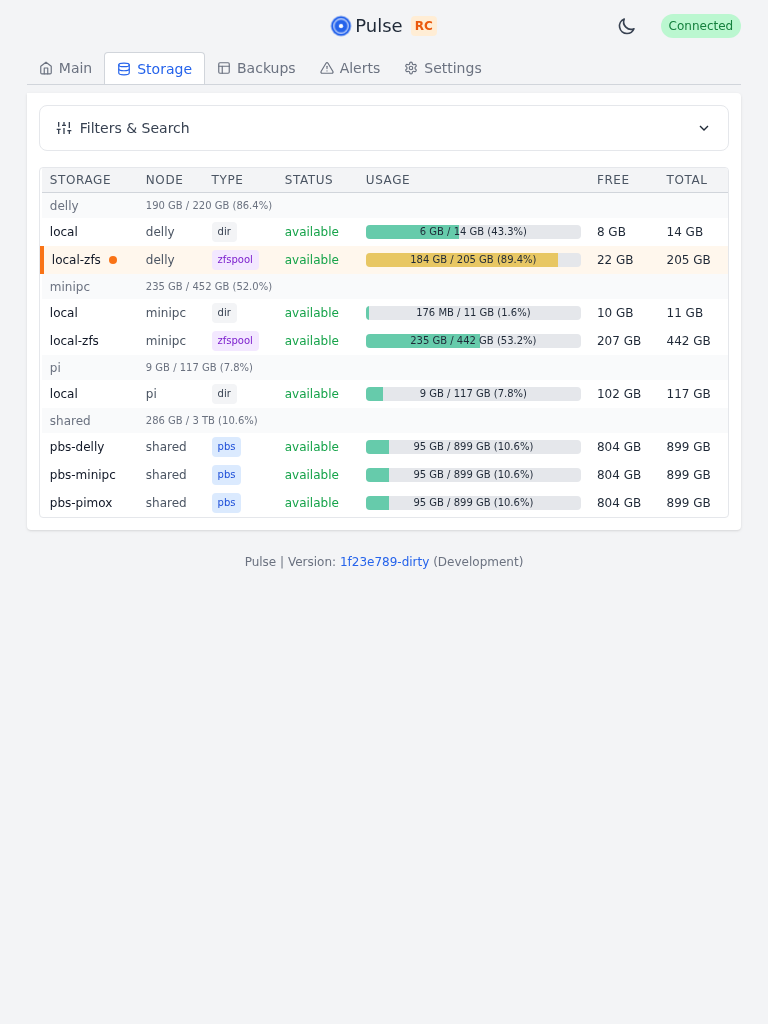 Pulse RC Connected
Main Storage Backups Alerts Settings
Filters & Search
STORAGE NODE TYPE STATUS USAGE FREE TOTAL
delly 190 GB / 220 GB (86.4%)
local delly dir available 6 GB / 14 GB (43.3%) 8 GB 14 GB
local-zfs delly zfspool available 184 GB / 205 GB (89.4%) 22 GB 205 GB
minipc 235 GB / 452 GB (52.0%)
local minipc dir available 176 MB / 11 GB (1.6%) 10 GB 11 GB
local-zfs minipc zfspool available 235 GB / 442 GB (53.2%) 207 GB 442 GB
pi 9 GB / 117 GB (7.8%)
local pi dir available 9 GB / 117 GB (7.8%) 102 GB 117 GB
shared 286 GB / 3 TB (10.6%)
pbs-delly shared pbs available 95 GB / 899 GB (10.6%) 804 GB 899 GB
pbs-minipc shared pbs available 95 GB / 899 GB (10.6%) 804 GB 899 GB
pbs-pimox shared pbs available 95 GB / 899 GB (10.6%) 804 GB 899 GB
Pulse | Version: 1f23e789-dirty (Development)